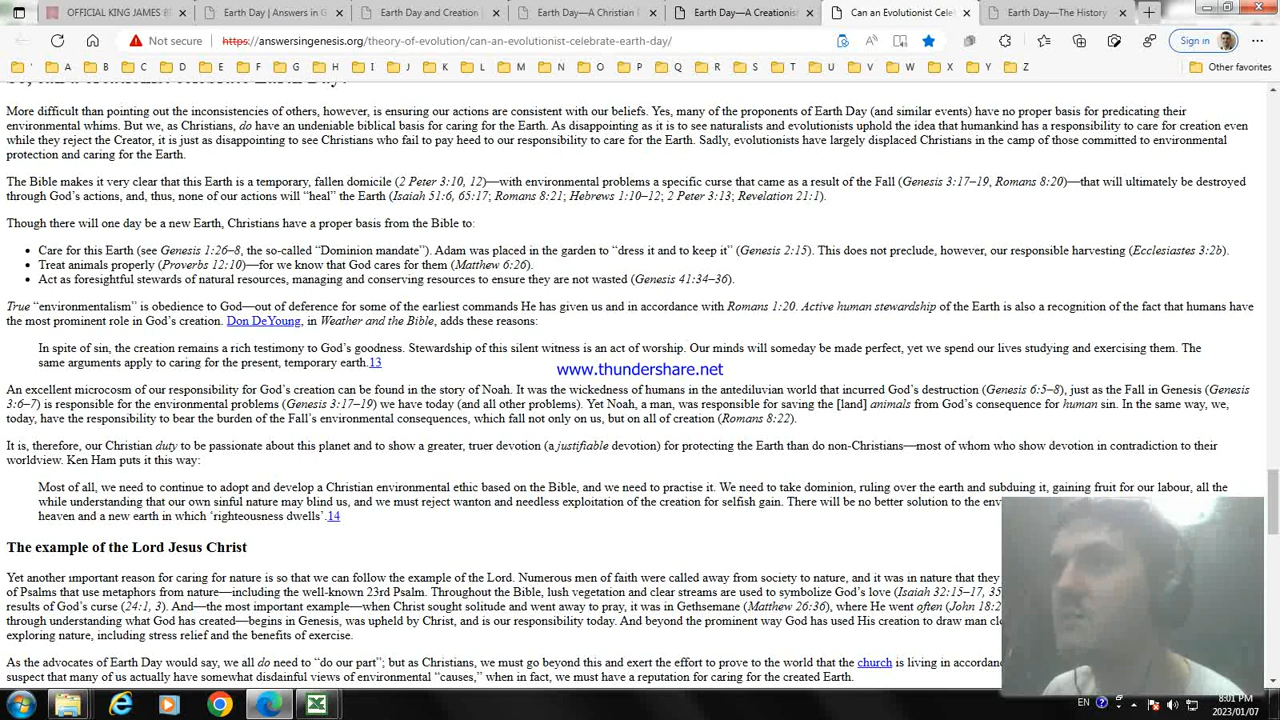 OFFICIAL KING JAMES
Earth Day | Answers in G
Earth Day and Creation |
Earth Day—A Christian
Earth Day—A Creationis
Can an Evolutionist Cele
Earth Day—The History
Not secure
https://answersingenesis.org/theory-of-evolution/can-an-evolutionist-celebrate-earth-day/
Sign in
' A B C D E F G H I J K L M N O P Q R S T U V W X Y Z Other favorites
More difficult than pointing out the inconsistencies of others, however, is ensuring our actions are consistent with our beliefs. Yes, many of the proponents of Earth Day (and similar events) have no proper basis for predicating their
environmental whims. But we, as Christians, do have an undeniable biblical basis for caring for the Earth. As disappointing as it is to see naturalists and evolutionists uphold the idea that humankind has a responsibility to care for creation even
while they reject the Creator, it is just as disappointing to see Christians who fail to pay heed to our responsibility to care for the Earth. Sadly, evolutionists have largely displaced Christians in the camp of those committed to environmental
protection and caring for the Earth.
The Bible makes it very clear that this Earth is a temporary, fallen domicile (2 Peter 3:10, 12)—with environmental problems a specific curse that came as a result of the Fall (Genesis 3:17–19, Romans 8:20)—that will ultimately be destroyed
through God's actions, and, thus, none of our actions will “heal” the Earth (Isaiah 51:6, 65:17; Romans 8:21; Hebrews 1:10–12; 2 Peter 3:13; Revelation 21:1).
Though there will one day be a new Earth, Christians have a proper basis from the Bible to:
• Care for this Earth (see Genesis 1:26–8, the so-called “Dominion mandate”). Adam was placed in the garden to “dress it and to keep it” (Genesis 2:15). This does not preclude, however, our responsible harvesting (Ecclesiastes 3:2b).
• Treat animals properly (Proverbs 12:10)—for we know that God cares for them (Matthew 6:26).
• Act as foresightful stewards of natural resources, managing and conserving resources to ensure they are not wasted (Genesis 41:34–36).
True “environmentalism” is obedience to God—out of deference for some of the earliest commands He has given us and in accordance with Romans 1:20. Active human stewardship of the Earth is also a recognition of the fact that humans have
the most prominent role in God's creation. Don DeYoung, in Weather and the Bible, adds these reasons:
In spite of sin, the creation remains a rich testimony to God's goodness. Stewardship of this silent witness is an act of worship. Our minds will someday be made perfect, yet we spend our lives studying and exercising them. The
same arguments apply to caring for the present, temporary earth.13
www.thundershare.net
An excellent microcosm of our responsibility for God's creation can be found in the story of Noah. It was the wickedness of humans in the antediluvian world that incurred God's destruction (Genesis 6:5–8), just as the Fall in Genesis (Genesis
3:6–7) is responsible for the environmental problems (Genesis 3:17–19) we have today (and all other problems). Yet Noah, a man, was responsible for saving the [land] animals from God's consequence for human sin. In the same way, we,
today, have the responsibility to bear the burden of the Fall's environmental consequences, which fall not only on us, but on all of creation (Romans 8:22).
It is, therefore, our Christian duty to be passionate about this planet and to show a greater, truer devotion (a justifiable devotion) for protecting the Earth than do non-Christians—most of whom who show devotion in contradiction to their
worldview. Ken Ham puts it this way:
Most of all, we need to continue to adopt and develop a Christian environmental ethic based on the Bible, and we need to practise it. We need to take dominion, ruling over the earth and subduing it, gaining fruit for our labour, all the
while understanding that our own sinful nature may blind us, and we must reject wanton and needless exploitation of the creation for selfish gain. There will be no better solution to the
heaven and a new earth in which ‘righteousness dwells’.14
The example of the Lord Jesus Christ
Yet another important reason for caring for nature is so that we can follow the example of the Lord. Numerous men of faith were called away from society to nature, and it was in nature that they
of Psalms that use metaphors from nature—including the well-known 23rd Psalm. Throughout the Bible, lush vegetation and clear streams are used to symbolize God's love (Isaiah 32:15–17, 35
results of God's curse (24:1, 3). And—the most important example—when Christ sought solitude and went away to pray, it was in Gethsemane (Matthew 26:36), where He went often (John 18:2
through understanding what God has created—begins in Genesis, was upheld by Christ, and is our responsibility today. And beyond the prominent way God has used His creation to draw man
exploring nature, including stress relief and the benefits of exercise.
As the advocates of Earth Day would say, we all do need to “do our part”; but as Christians, we must go beyond this and exert the effort to prove to the world that the church is living in
suspect that many of us actually have somewhat disdainful views of environmental “causes,” when in fact, we must have a reputation for caring for the created Earth.
EN
8:01 PM
2023/01/07